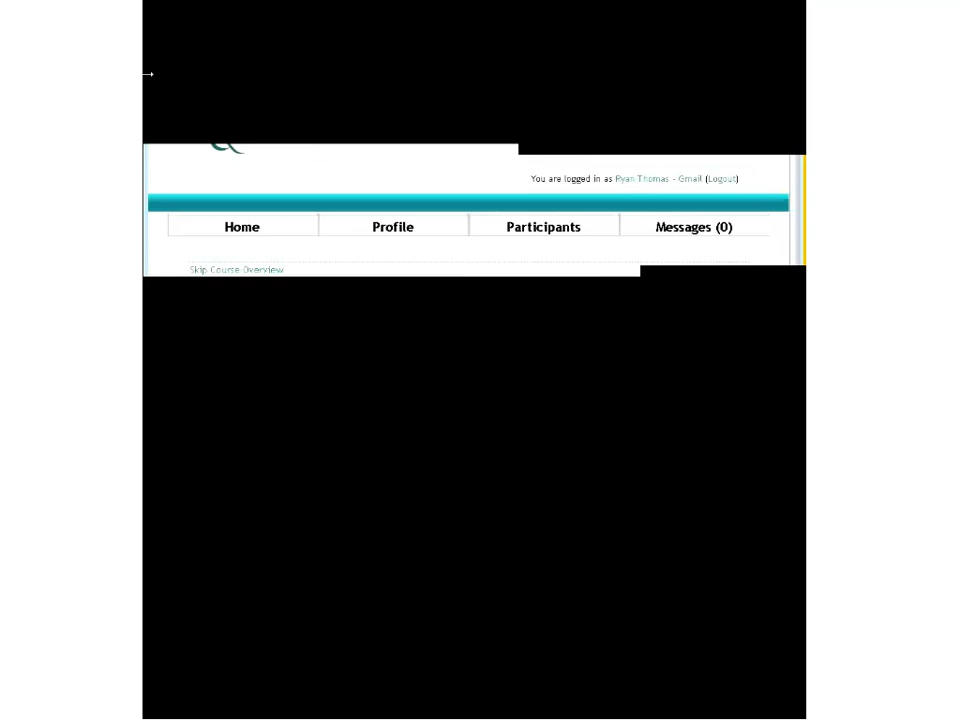 You are logged in as Ryan Thomas - Gmail (Logout)
Home Profile Participants Messages (0)
Skip Course Overview